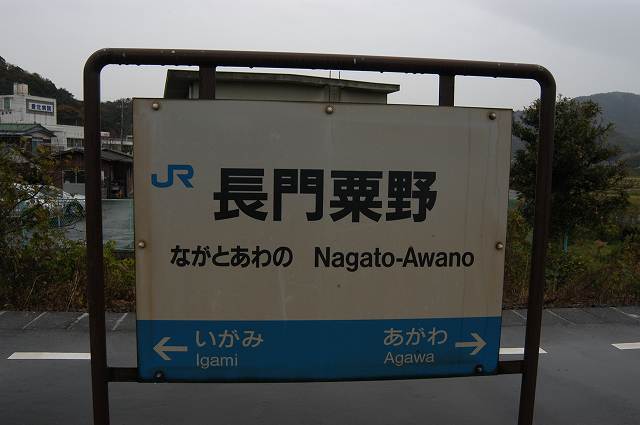 JR 長門粟野
ながとあわの Nagato-Awano
← いがみ あがわ →
Igami Agawa